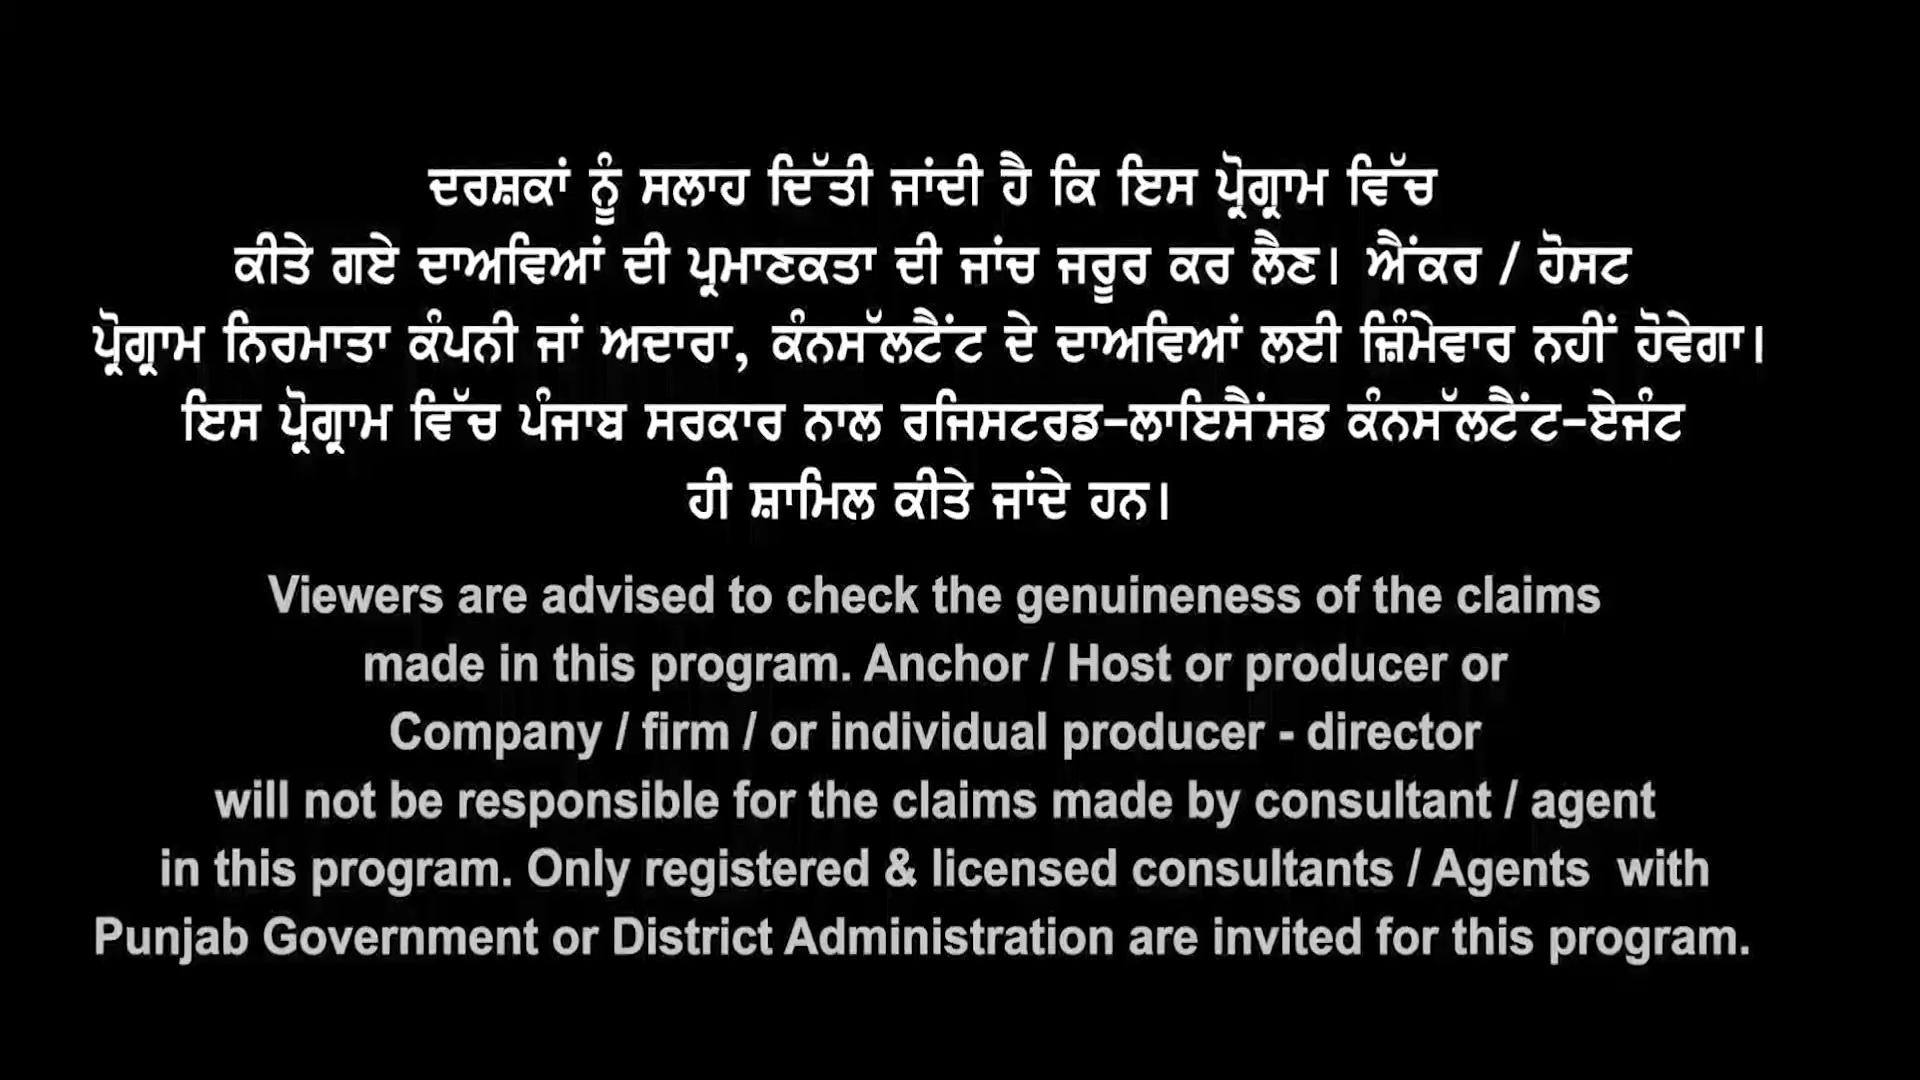 ਦਰਸ਼ਕਾਂ ਨੂੰ ਸਲਾਹ ਦਿੱਤੀ ਜਾਂਦੀ ਹੈ ਕਿ ਇਸ ਪ੍ਰੋਗ੍ਰਾਮ ਵਿੱਚ
ਕੀਤੇ ਗਏ ਦਾਅਵਿਆਂ ਦੀ ਪ੍ਰਮਾਣਕਤਾ ਦੀ ਜਾਂਚ ਜਰੂਰ ਕਰ ਲੈਣ। ਐਂਕਰ / ਹੋਸਟ
ਪ੍ਰੋਗ੍ਰਾਮ ਨਿਰਮਾਤਾ ਕੰਪਨੀ ਜਾਂ ਅਦਾਰਾ, ਕੰਨਸੱਲਟੈਂਟ ਦੇ ਦਾਅਵਿਆਂ ਲਈ ਜ਼ਿੰਮੇਵਾਰ ਨਹੀਂ ਹੋਵੇਗਾ।
ਇਸ ਪ੍ਰੋਗ੍ਰਾਮ ਵਿੱਚ ਪੰਜਾਬ ਸਰਕਾਰ ਨਾਲ ਰਜਿਸਟਰਡ-ਲਾਇਸੈਂਸਡ ਕੰਨਸੱਲਟੈਂਟ-ਏਜੰਟ
ਹੀ ਸ਼ਾਮਿਲ ਕੀਤੇ ਜਾਂਦੇ ਹਨ।
Viewers are advised to check the genuineness of the claims
made in this program. Anchor / Host or producer or
Company / firm / or individual producer - director
will not be responsible for the claims made by consultant / agent
in this program. Only registered & licensed consultants / Agents  with
Punjab Government or District Administration are invited for this program.